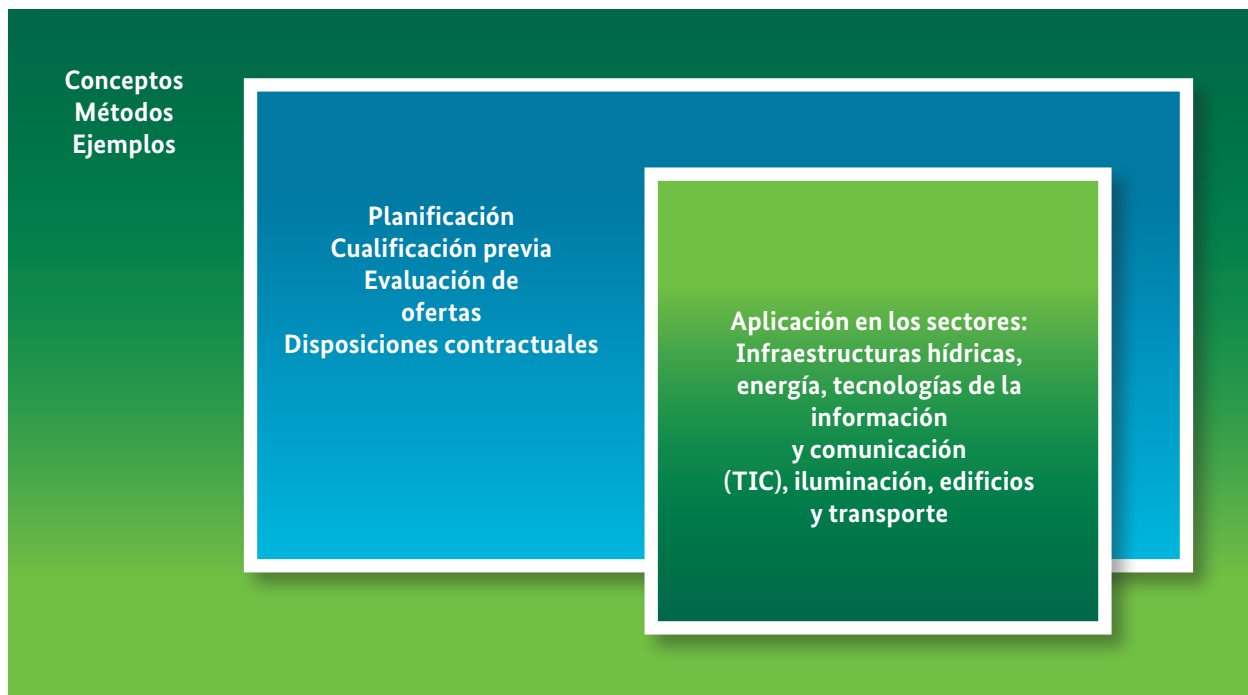 Conceptos
Métodos
Ejemplos
Planificación
Cualificación previa
Evaluación de
ofertas
Disposiciones contractuales
Aplicación en los sectores:
Infraestructuras hídricas,
energía, tecnologías de la
información
y comunicación
(TIC), iluminación, edificios
y transporte